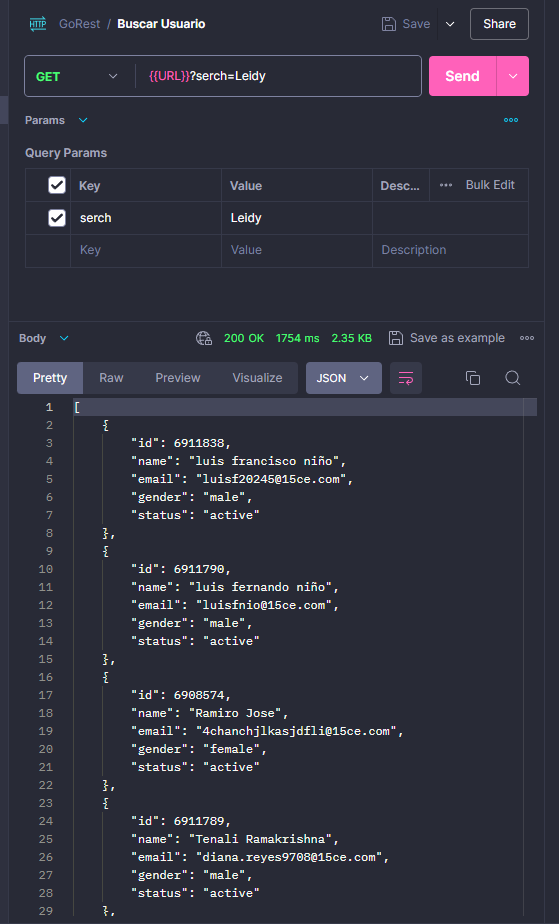 HTTP GoRest / Buscar Usuario Save Share
GET {{URL}}?serch=Leidy Send
Params
Query Params
Key Value Desc... Bulk Edit
serch Leidy
Key Value Description
Body 200 OK 1754 ms 2.35 KB Save as example
Pretty Raw Preview Visualize JSON
1 [
2 {
3 "id": 6911838,
4 "name": "luis francisco niño",
5 "email": "luisf20245@15ce.com",
6 "gender": "male",
7 "status": "active"
8 },
9 {
10 "id": 6911790,
11 "name": "luis fernando niño",
12 "email": "luisfnio@15ce.com",
13 "gender": "male",
14 "status": "active"
15 },
16 {
17 "id": 6908574,
18 "name": "Ramiro Jose",
19 "email": "4chanchjlkasjdfli@15ce.com",
20 "gender": "female",
21 "status": "active"
22 },
23 {
24 "id": 6911789,
25 "name": "Tenali Ramakrishna",
26 "email": "diana.reyes9708@15ce.com",
27 "gender": "male",
28 "status": "active"
29 },